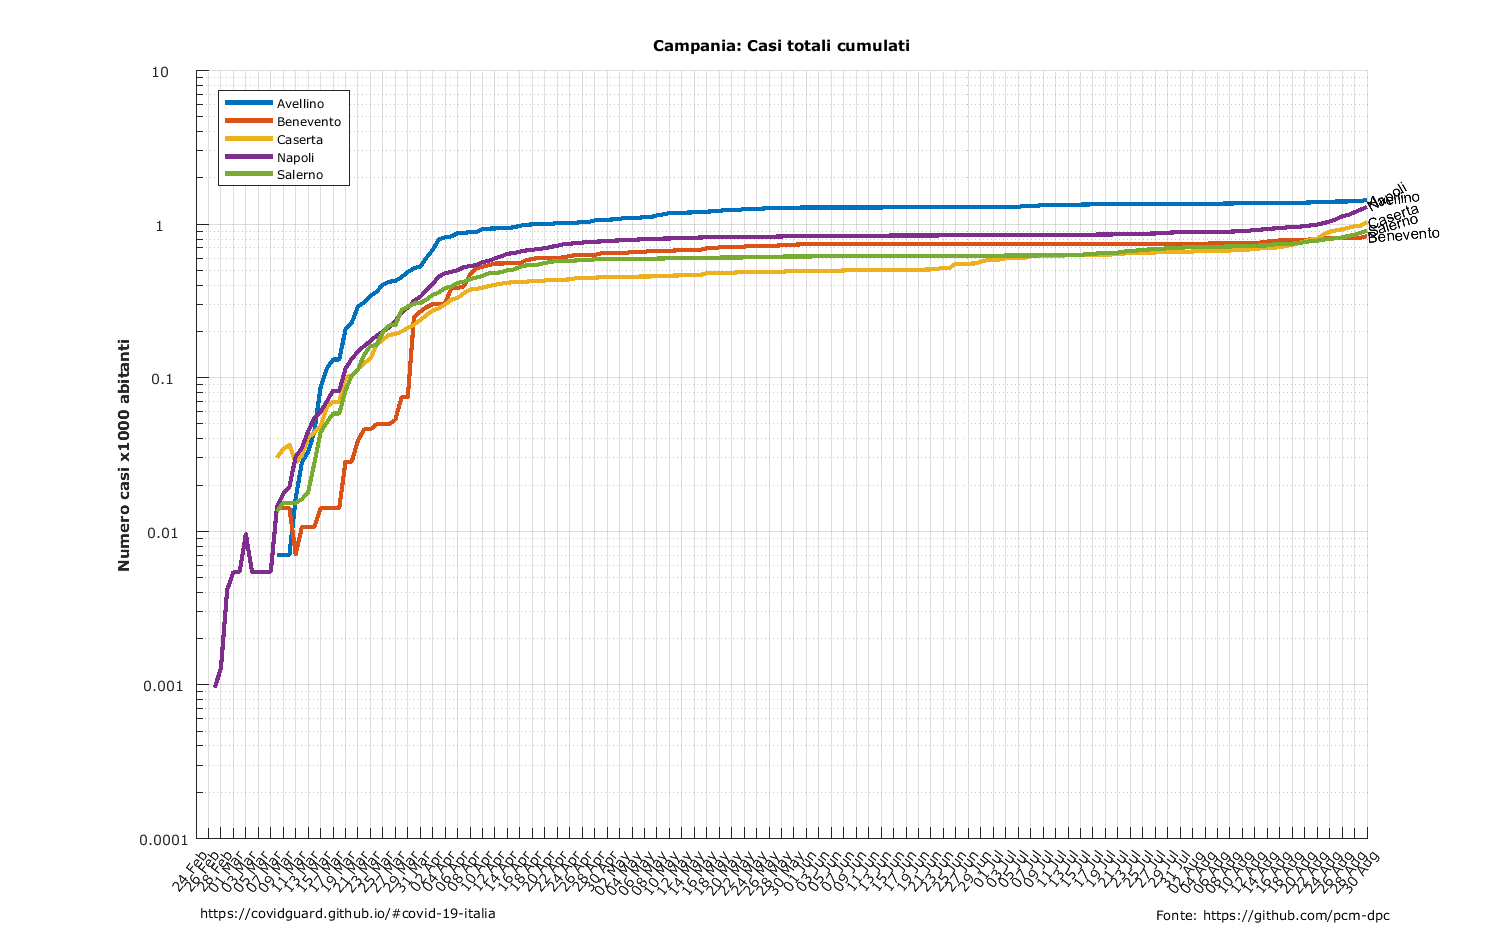 Campania: Casi totali cumulati
10
1
0.1
0.01
0.001
0.0001
Numero casi x1000 abitanti
Avellino
Benevento
Caserta
Napoli
Salerno
Napoli
Avellino
Caserta
Salerno
Benevento
24 Feb
26 Feb
28 Feb
01 Mar
03 Mar
05 Mar
07 Mar
09 Mar
11 Mar
13 Mar
15 Mar
17 Mar
19 Mar
21 Mar
23 Mar
25 Mar
27 Mar
29 Mar
31 Mar
02 Apr
04 Apr
06 Apr
08 Apr
10 Apr
12 Apr
14 Apr
16 Apr
18 Apr
20 Apr
22 Apr
24 Apr
26 Apr
28 Apr
30 Apr
02 May
04 May
06 May
08 May
10 May
12 May
14 May
16 May
18 May
20 May
22 May
24 May
26 May
28 May
30 May
01 Jun
03 Jun
05 Jun
07 Jun
09 Jun
11 Jun
13 Jun
15 Jun
17 Jun
19 Jun
21 Jun
23 Jun
25 Jun
27 Jun
29 Jun
01 Jul
03 Jul
05 Jul
07 Jul
09 Jul
11 Jul
13 Jul
15 Jul
17 Jul
19 Jul
21 Jul
23 Jul
25 Jul
27 Jul
29 Jul
31 Jul
02 Aug
04 Aug
06 Aug
08 Aug
10 Aug
12 Aug
14 Aug
16 Aug
18 Aug
20 Aug
22 Aug
24 Aug
26 Aug
28 Aug
30 Aug
https://covidguard.github.io/#covid-19-italia
Fonte: https://github.com/pcm-dpc